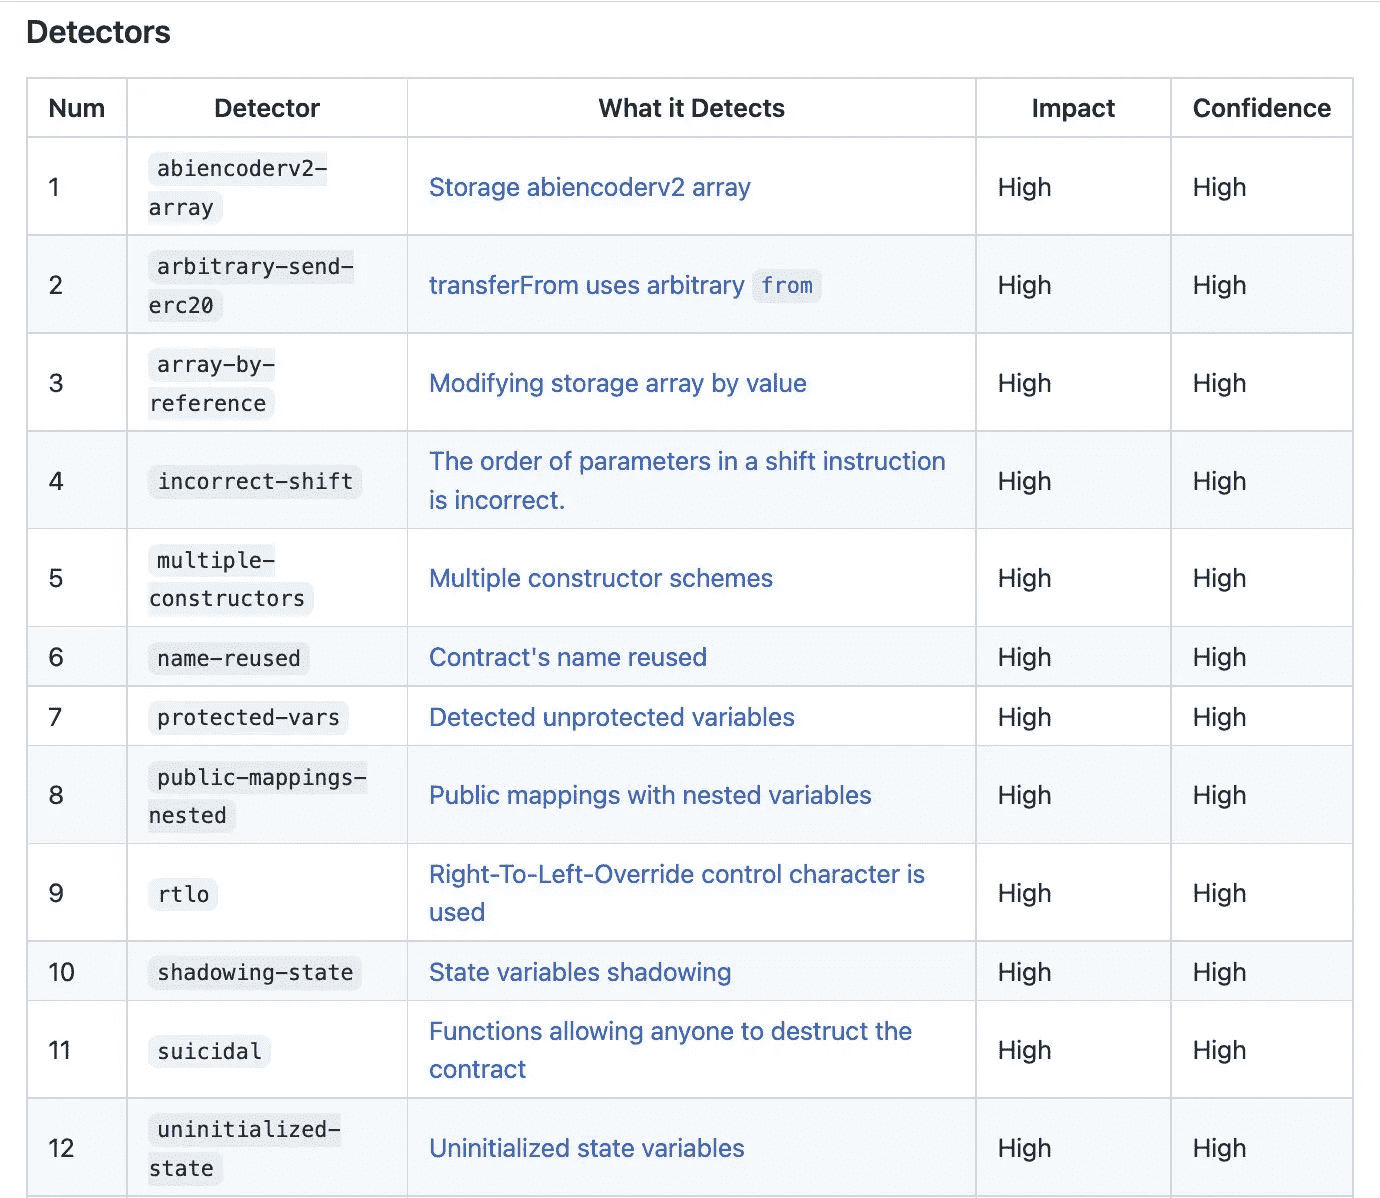 Detectors
Num Detector What it Detects Impact Confidence
1 abiencoderv2-
array Storage abiencoderv2 array High High
2 arbitrary-send-
erc20 transferFrom uses arbitrary from High High
3 array-by-
reference Modifying storage array by value High High
4 incorrect-shift The order of parameters in a shift instruction
is incorrect. High High
5 multiple-
constructors Multiple constructor schemes High High
6 name-reused Contract's name reused High High
7 protected-vars Detected unprotected variables High High
8 public-mappings-
nested Public mappings with nested variables High High
9 rtlo Right-To-Left-Override control character is
used High High
10 shadowing-state State variables shadowing High High
11 suicidal Functions allowing anyone to destruct the
contract High High
12 uninitialized-
state Uninitialized state variables High High